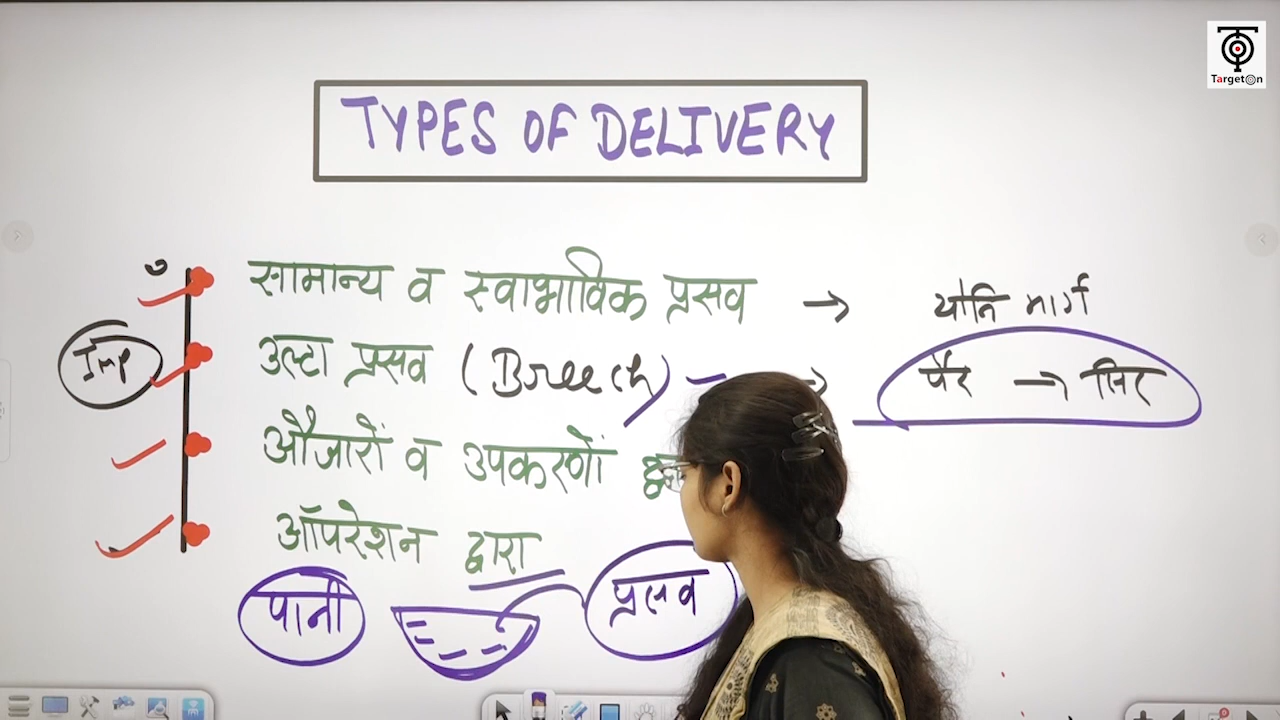 TargetOn
TYPES OF DELIVERY
सामान्य व स्वाभाविक प्रसव → योनि मार्ग
Imp
उल्टा प्रसव (Breech) → पैर → सिर
औजारों व उपकरणों
ऑपरेशन द्वारा
पानी प्रसव